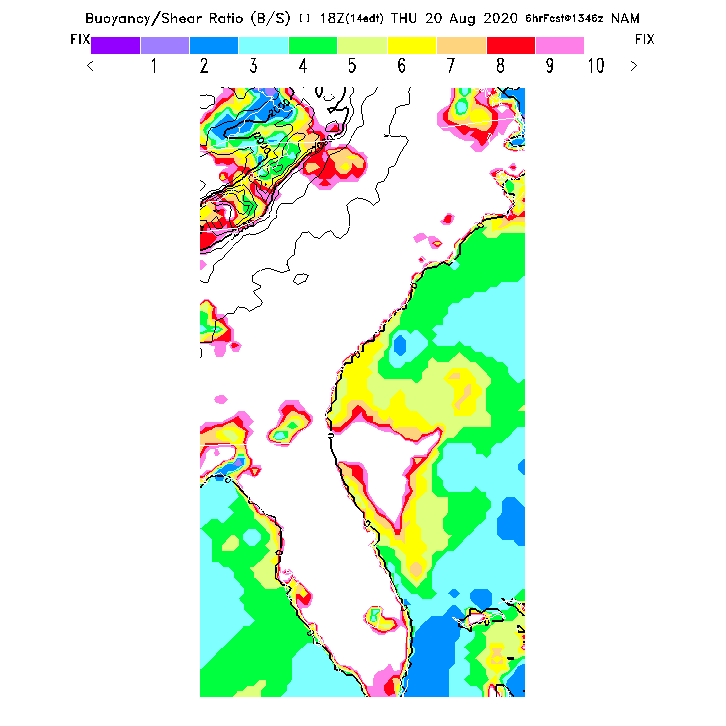 Buoyancy/Shear Ratio (B/S) [] 18Z(14edt) THU 20 Aug 2020 6hrFcst@1346z NAM
FIX FIX
< 1 2 3 4 5 6 7 8 9 10 >